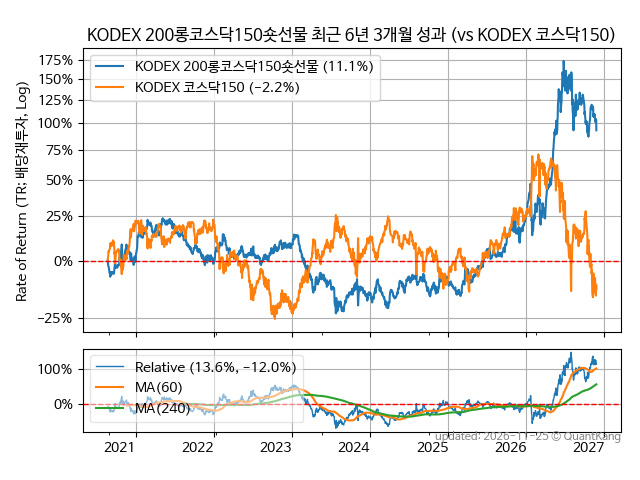 KODEX 200롱코스닥150숏선물 최근 6년 3개월 성과 (vs KODEX 코스닥150)
Rate of Return (TR: 배당재투자, Log)
175%
150%
125%
100%
75%
50%
25%
0%
−25%
KODEX 200롱코스닥150숏선물 (11.1%)
KODEX 코스닥150 (−2.2%)
100%
0%
Relative (13.6%, −12.0%)
MA(60)
MA(240)
updated: 2026-11-25 © QuantKang
2021 2022 2023 2024 2025 2026 2027